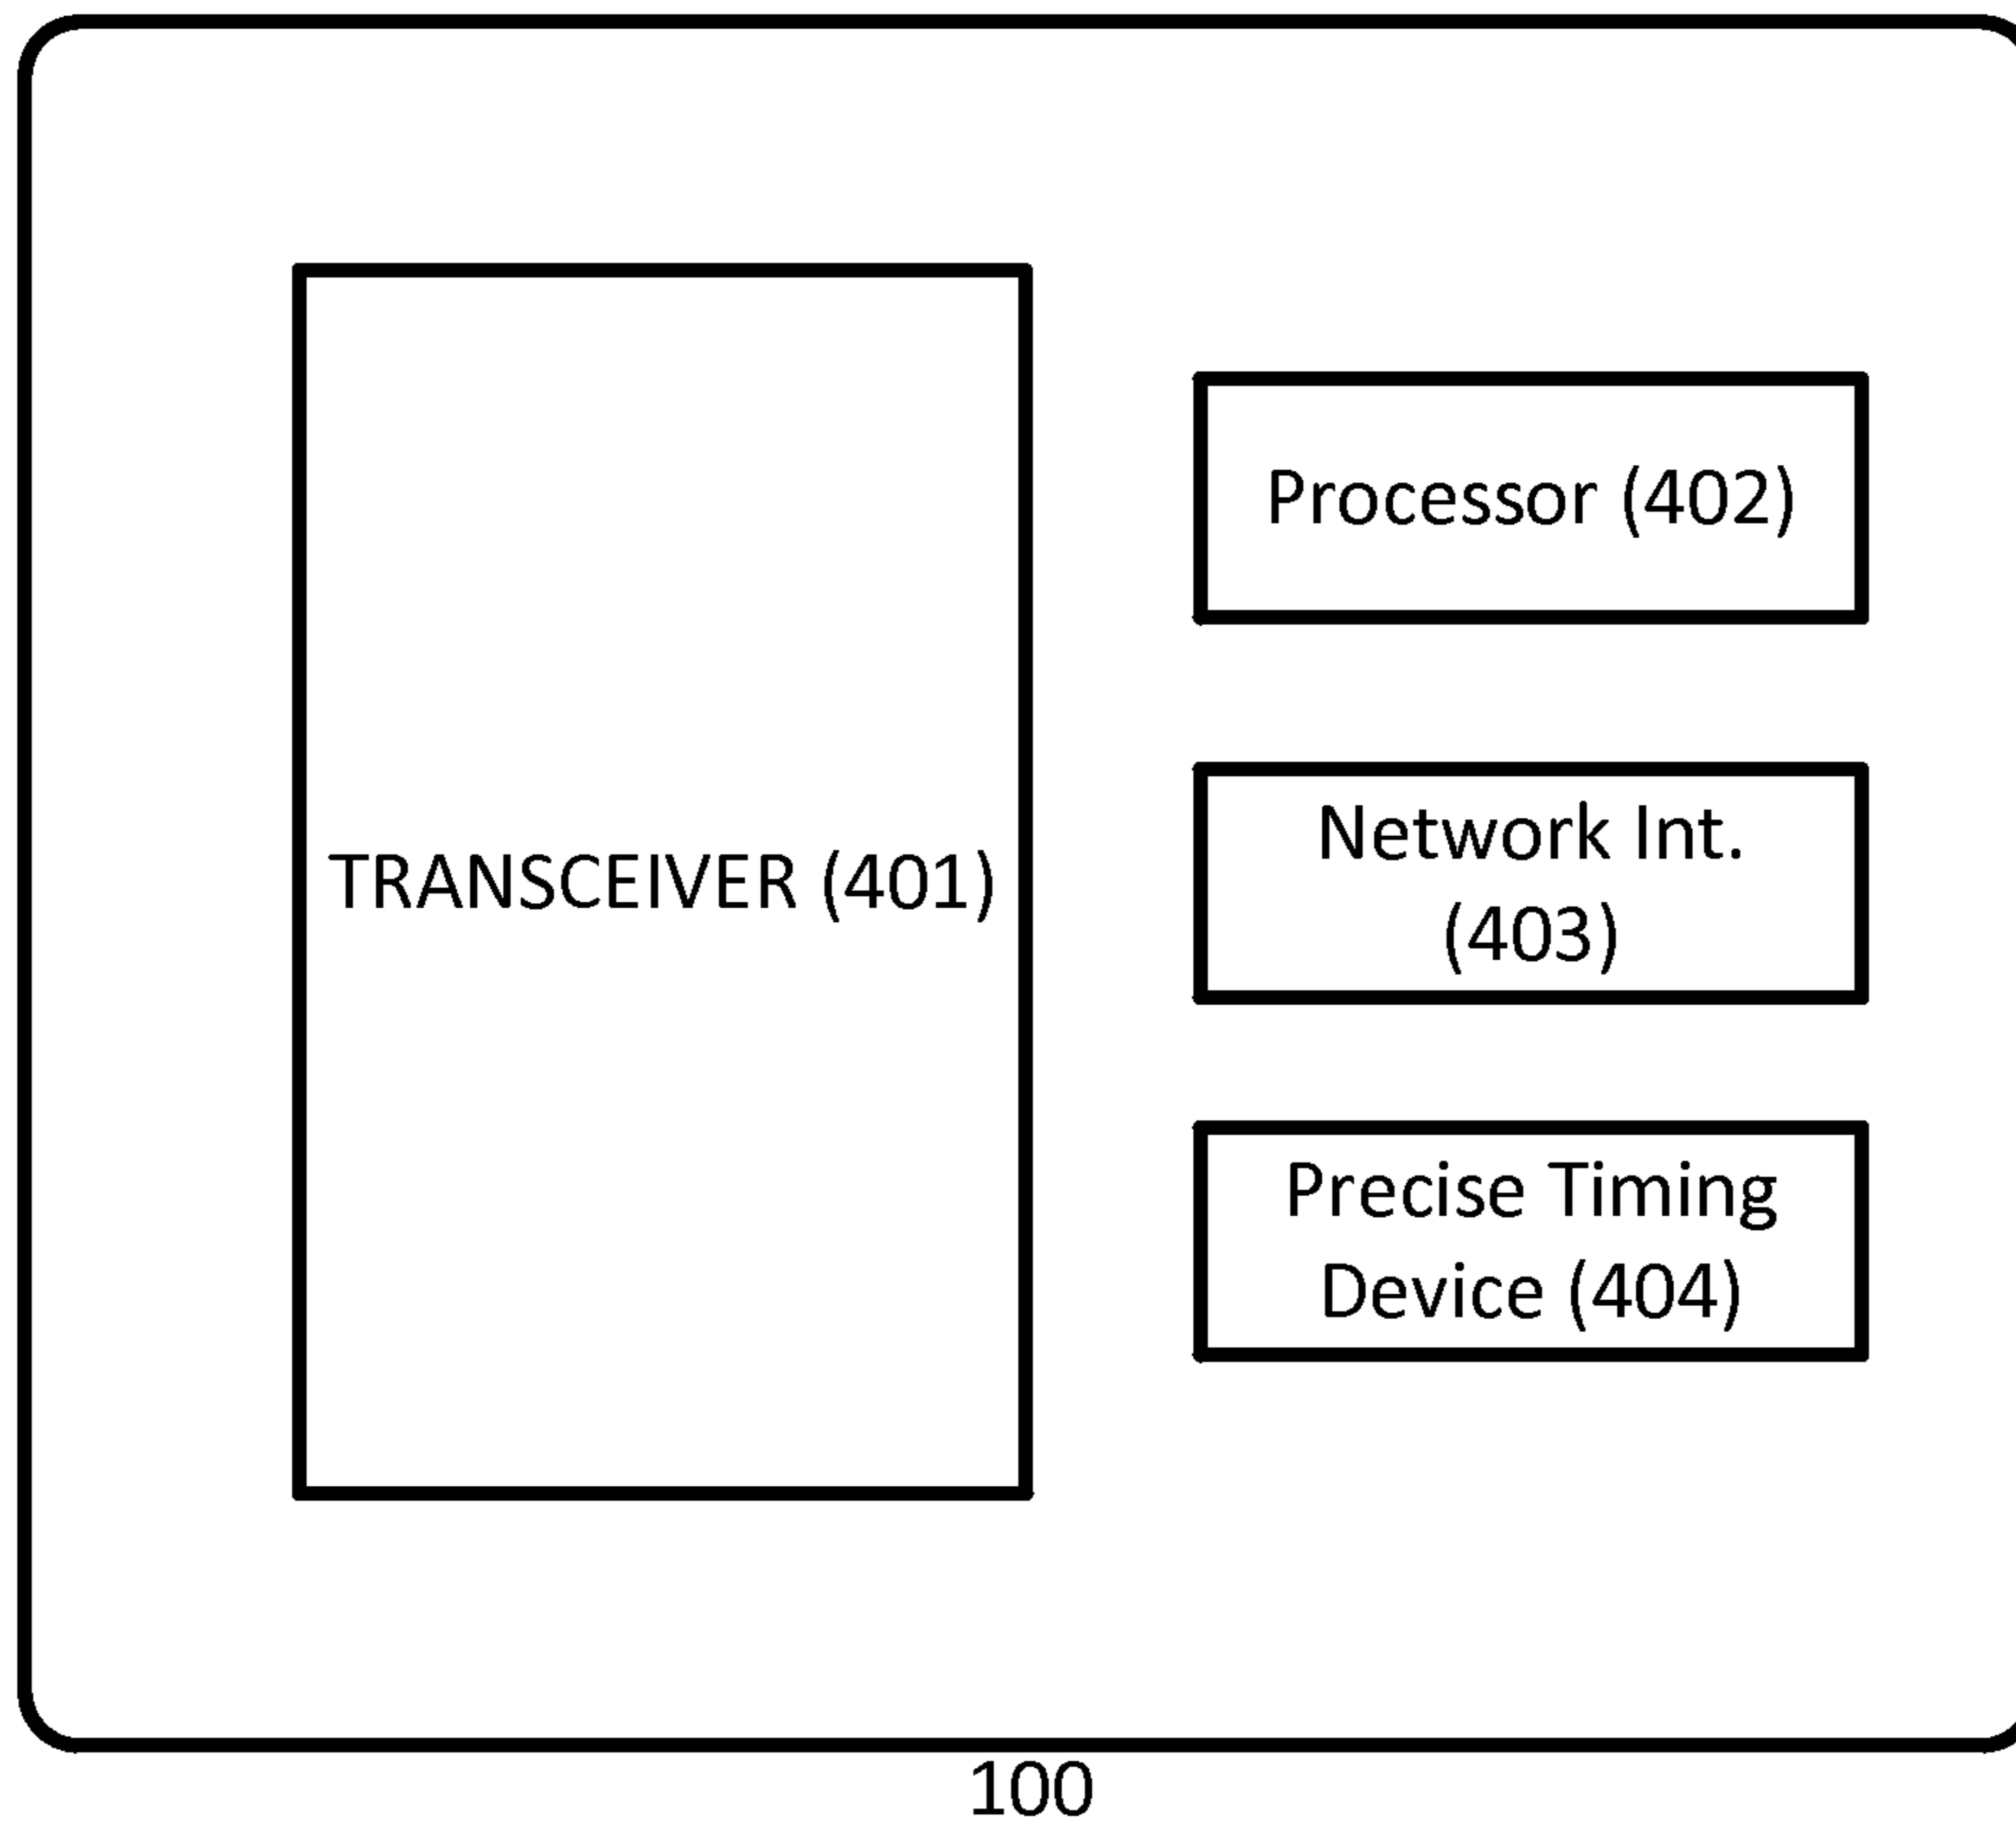 TRANSCEIVER (401)
Processor (402)
Network Int.
(403)
Precise Timing
Device (404)
100